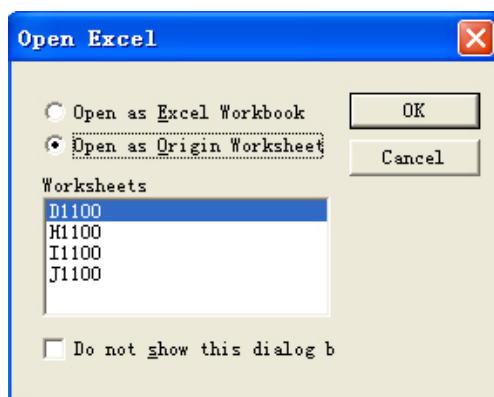 Open Excel
Open as Excel Workbook
OK
Open as Origin Worksheet
Cancel
Worksheets
D1100
H1100
I1100
J1100
Do not show this dialog b